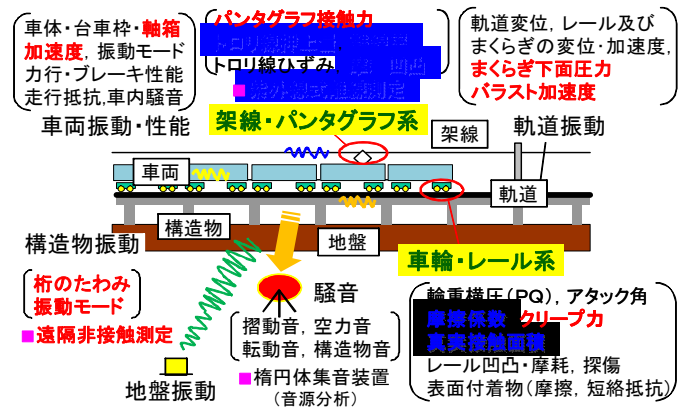 車体・台車枠・軸箱
加速度, 振動モード
力行・ブレーキ性能
走行抵抗,車内騒音
車両振動・性能
パンタグラフ接触力
トロリ線ひずみ, 凹凸
架線・パンタグラフ系
軌道変位, レール及び
まくらぎの変位・加速度,
まくらぎ下面圧力
バラスト加速度
架線
軌道振動
車両
軌道
構造物
地盤
構造物振動
桁のたわみ
振動モード
■遠隔非接触測定
地盤振動
騒音
摺動音, 空力音
転動音, 構造物音
■楕円体集音装置
(音源分析)
車輪・レール系
輪重横圧(PQ), アタック角
摩擦係数 クリープ力
真実接触面積
レール凹凸・摩耗, 探傷
表面付着物(摩擦, 短絡抵抗)